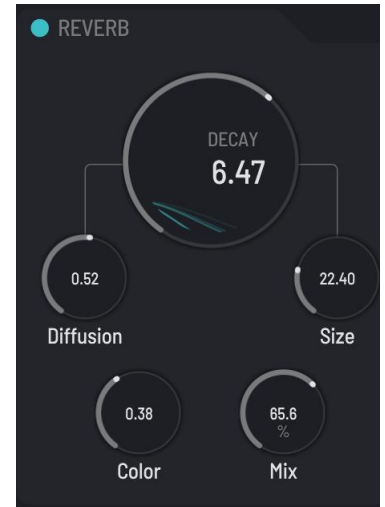 REVERB
DECAY
6.47
0.52
22.40
Diffusion
Size
0.38
65.6
%
Color
Mix